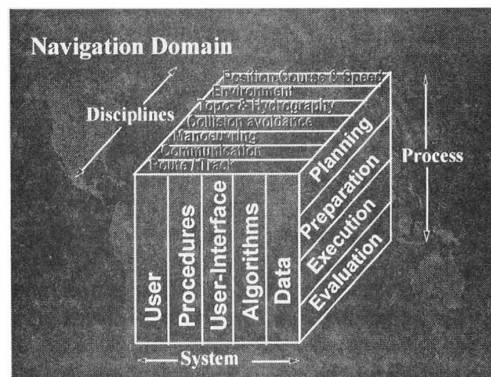 Navigation Domain
Position Course & Speed
Environment
Topo- & Hydrography
Collision avoidance
Manoeuvring
Communication
Route / Track
Disciplines
Process
Planning
Preparation
Execution
Evaluation
User
Procedures
User-Interface
Algorithms
Data
System